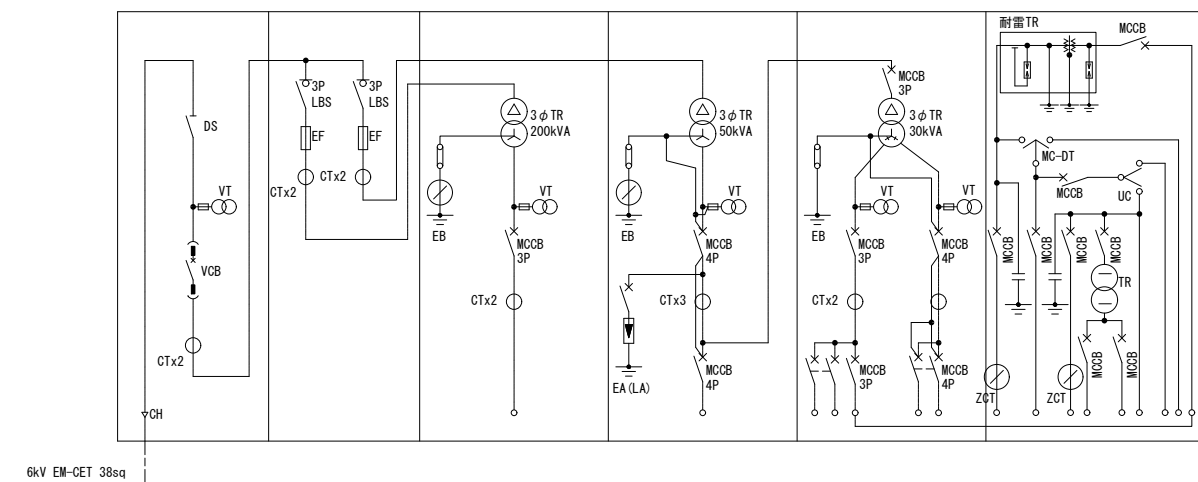 耐雷TR
MCCB
3P
LBS
3P
LBS
MCCB
3P
DS
EF
EF
3φTR
200kVA
3φTR
50kVA
3φTR
30kVA
MC-DT
CTx2
CTx2
VT
VT
VT
VT
VT
MCCB
UC
EB
EB
EB
MCCB
3P
MCCB
4P
MCCB
3P
MCCB
4P
MCCB
MCCB
MCCB
MCCB
VCB
TR
CTx2
CTx3
CTx2
CTx2
MCCB
4P
MCCB
3P
MCCB
4P
MCCB
MCCB
EA(LA)
ZCT
ZCT
CH
6kV EM-CET 38sq